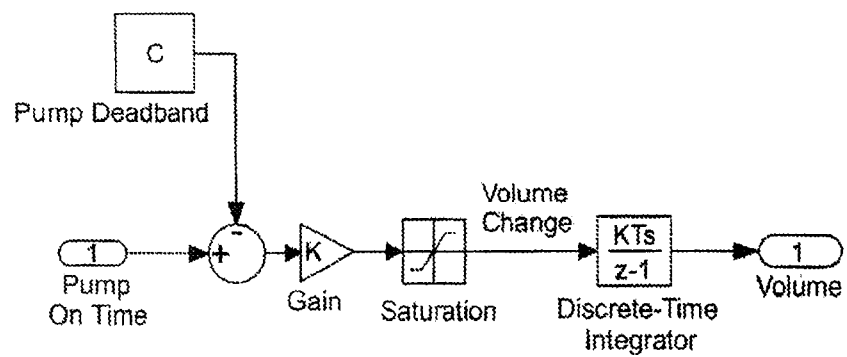 C
Pump Deadband
-
1
+
K
Volume
Change
KTs
z-1
1
Pump
On Time
Gain
Saturation
Discrete-Time
Integrator
Volume